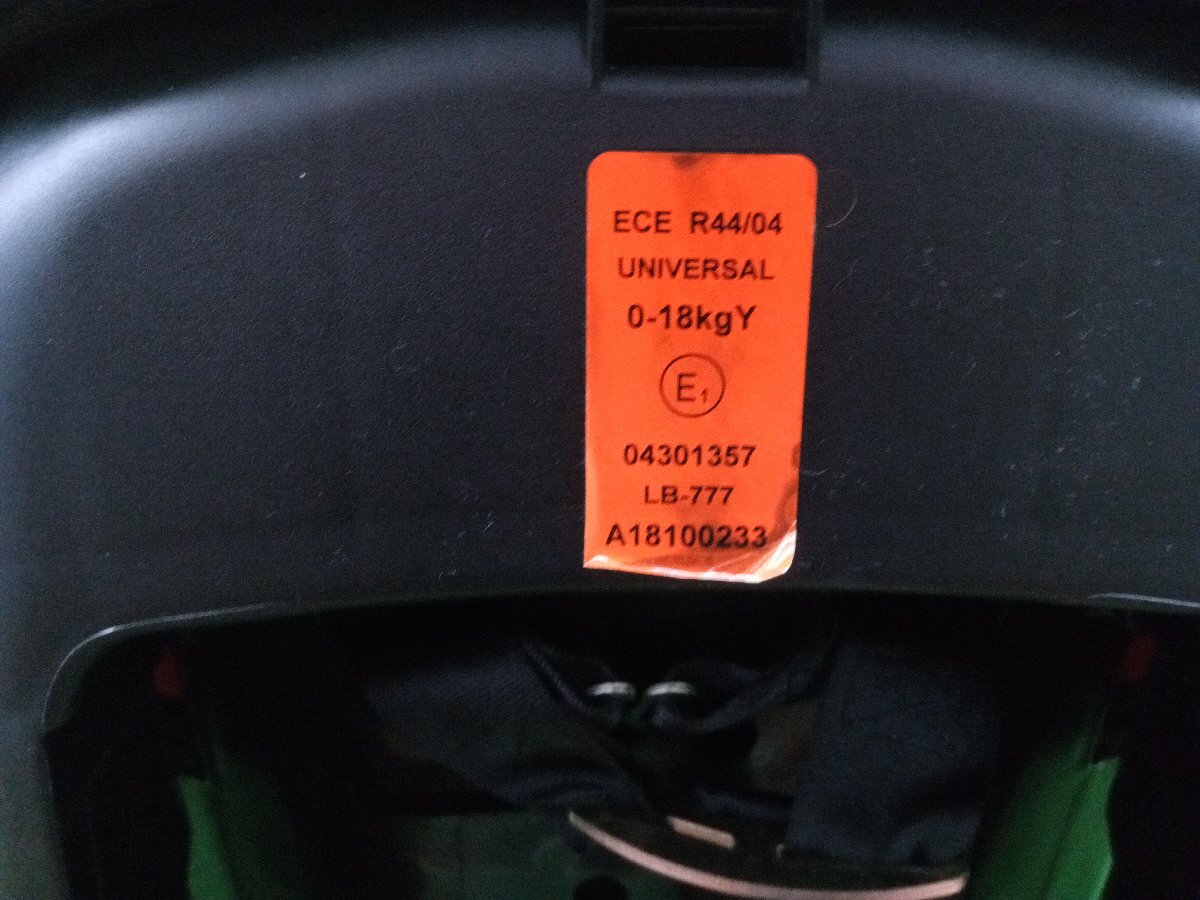 ECE R44/04
UNIVERSAL
0-18kgY
E1
04301357
LB-777
A18100233